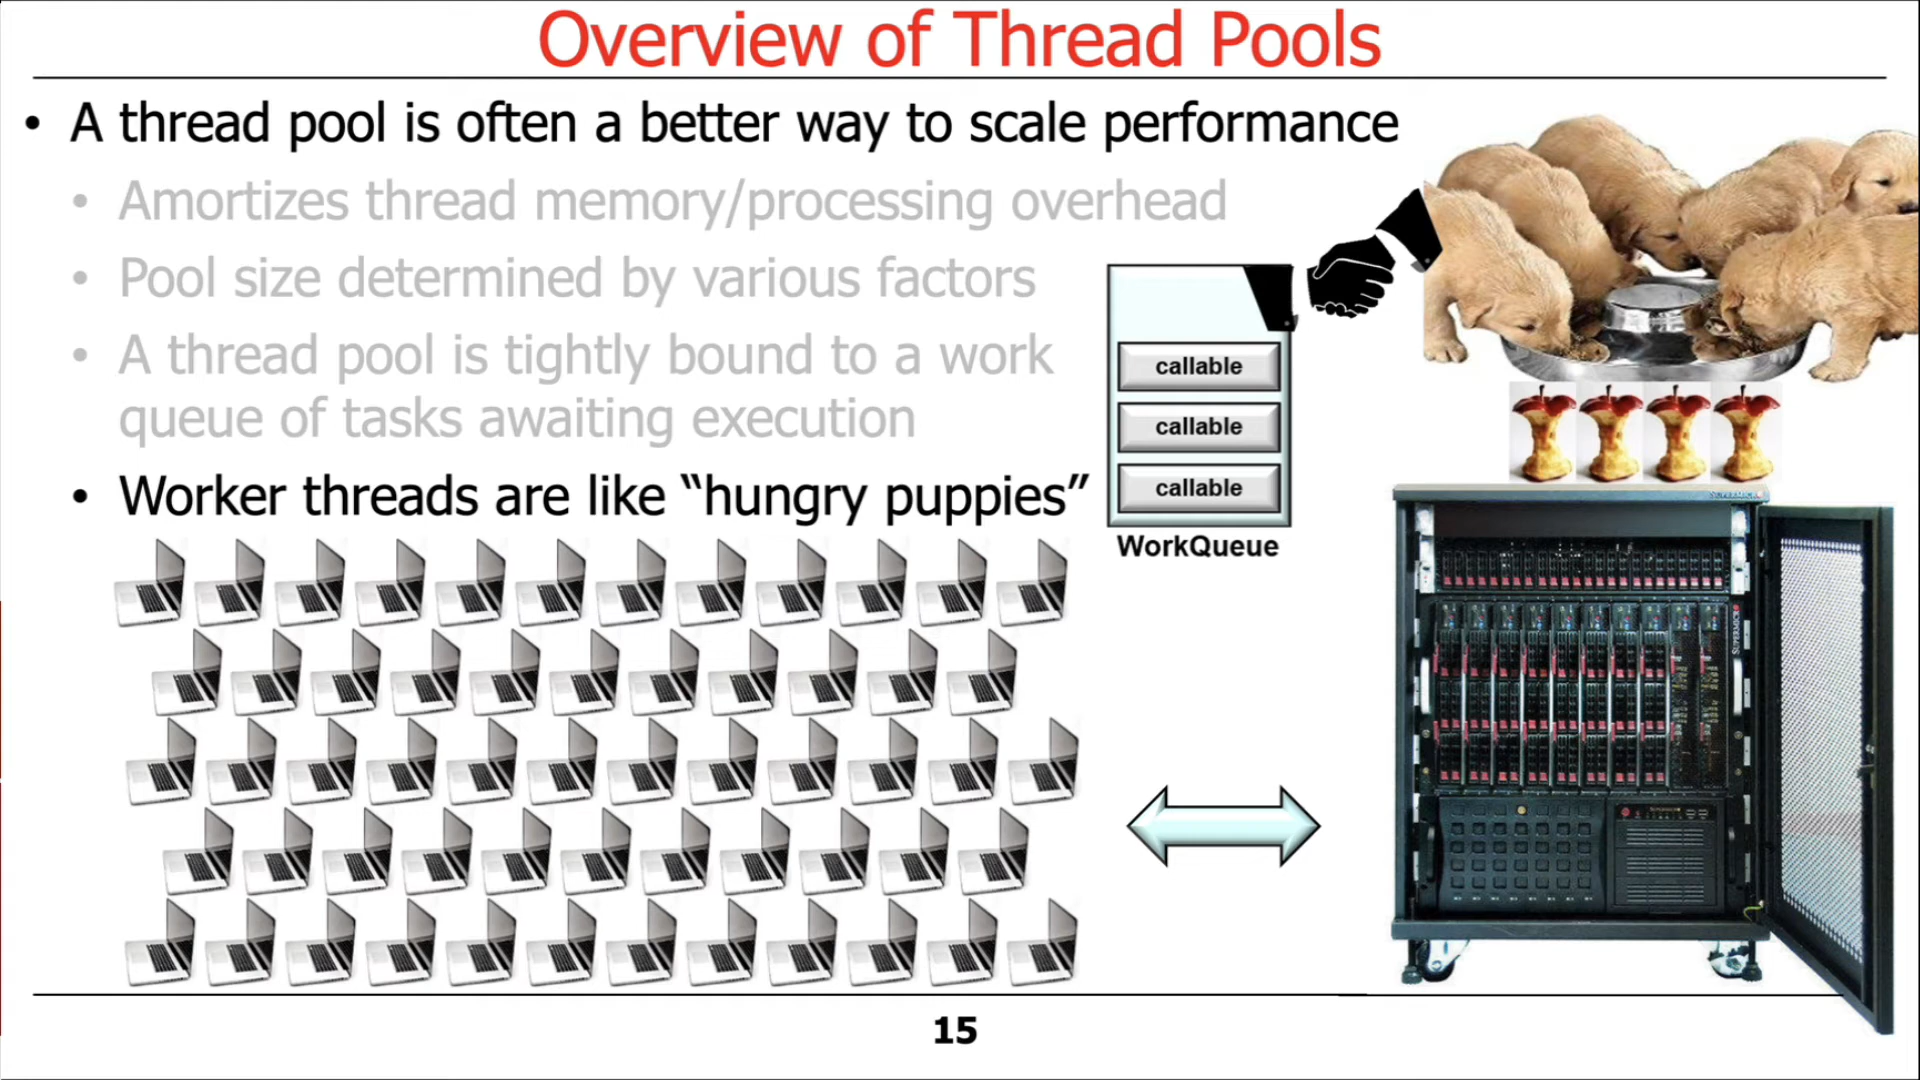 Overview of Thread Pools
• A thread pool is often a better way to scale performance
• Amortizes thread memory/processing overhead
• Pool size determined by various factors
• A thread pool is tightly bound to a work
queue of tasks awaiting execution
• Worker threads are like “hungry puppies”
callable
callable
callable
WorkQueue
SUPERMICRO
SUPERMICRO
15